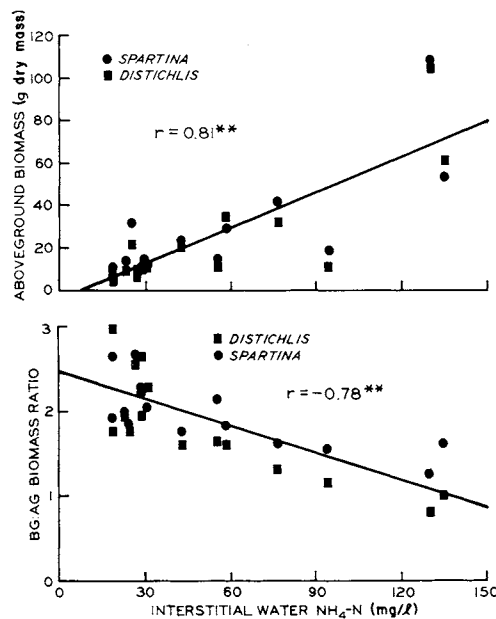 ABOVEGROUND BIOMASS (g dry mass)
120
100
80
60
40
20
0
SPARTINA
DISTICHLIS
r = 0.81**
BG:AG BIOMASS RATIO
3
2
1
0
DISTICHLIS
SPARTINA
r = -0.78**
0 30 60 90 120 150
INTERSTITIAL WATER NH₄-N (mg/ℓ)